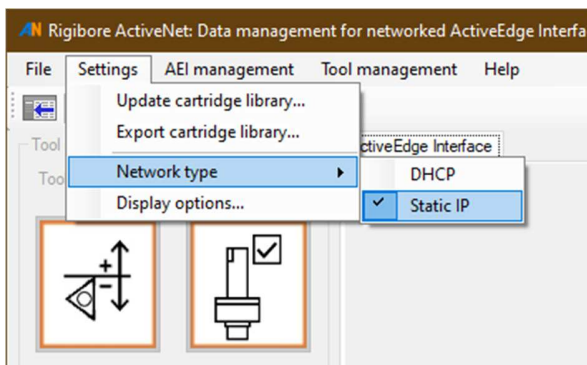 AN Rigibore ActiveNet: Data management for networked ActiveEdge Interfa
File Settings AEI management Tool management Help
Update cartridge library...
Export cartridge library...
Tool
ctiveEdge Interface
Network type
DHCP
Too
Display options...
Static IP
+
-